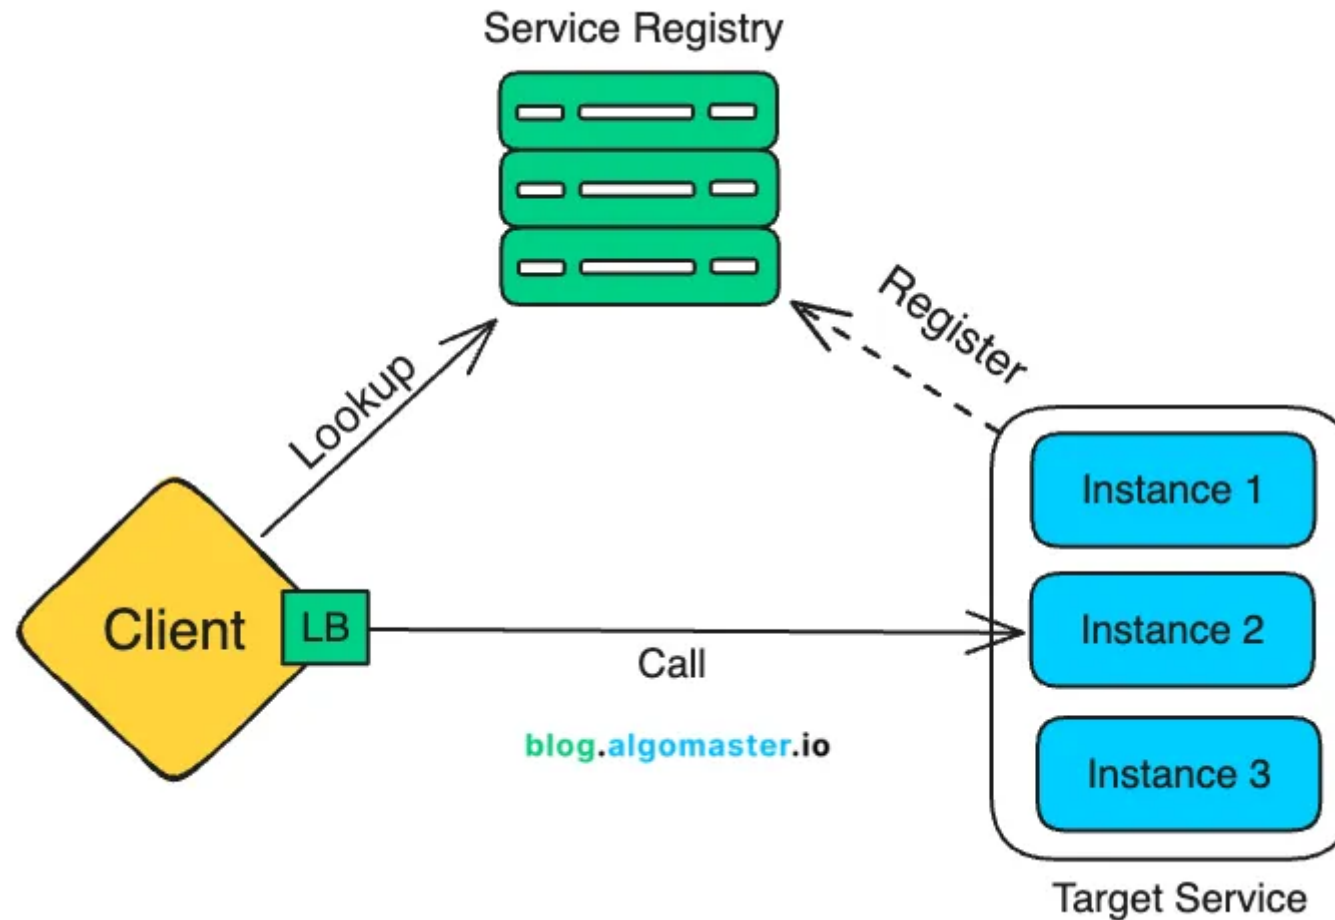 Service Registry
Register
Lookup
Instance 1
Client
LB
Instance 2
Call
blog.algomaster.io
Instance 3
Target Service